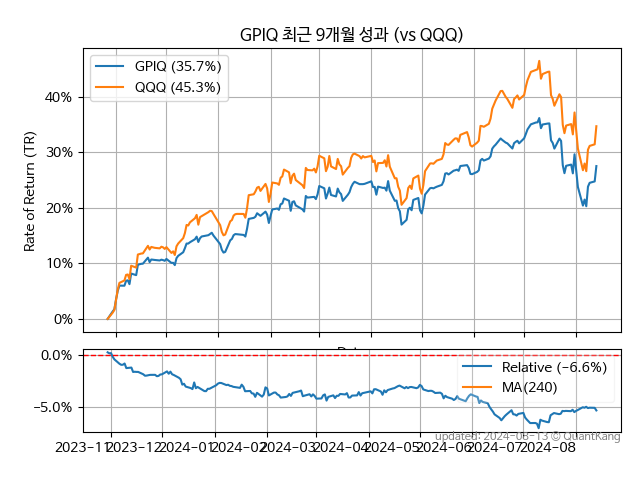 GPIQ 최근 9개월 성과 (vs QQQ)
GPIQ (35.7%)
QQQ (45.3%)
Rate of Return (TR)
40%
30%
20%
10%
0%
0.0%
-5.0%
Relative (-6.6%)
MA(240)
2023-11
2023-12
2024-01
2024-02
2024-03
2024-04
2024-05
2024-06
2024-07
2024-08
updated: 2024-08-13 © QuantKang